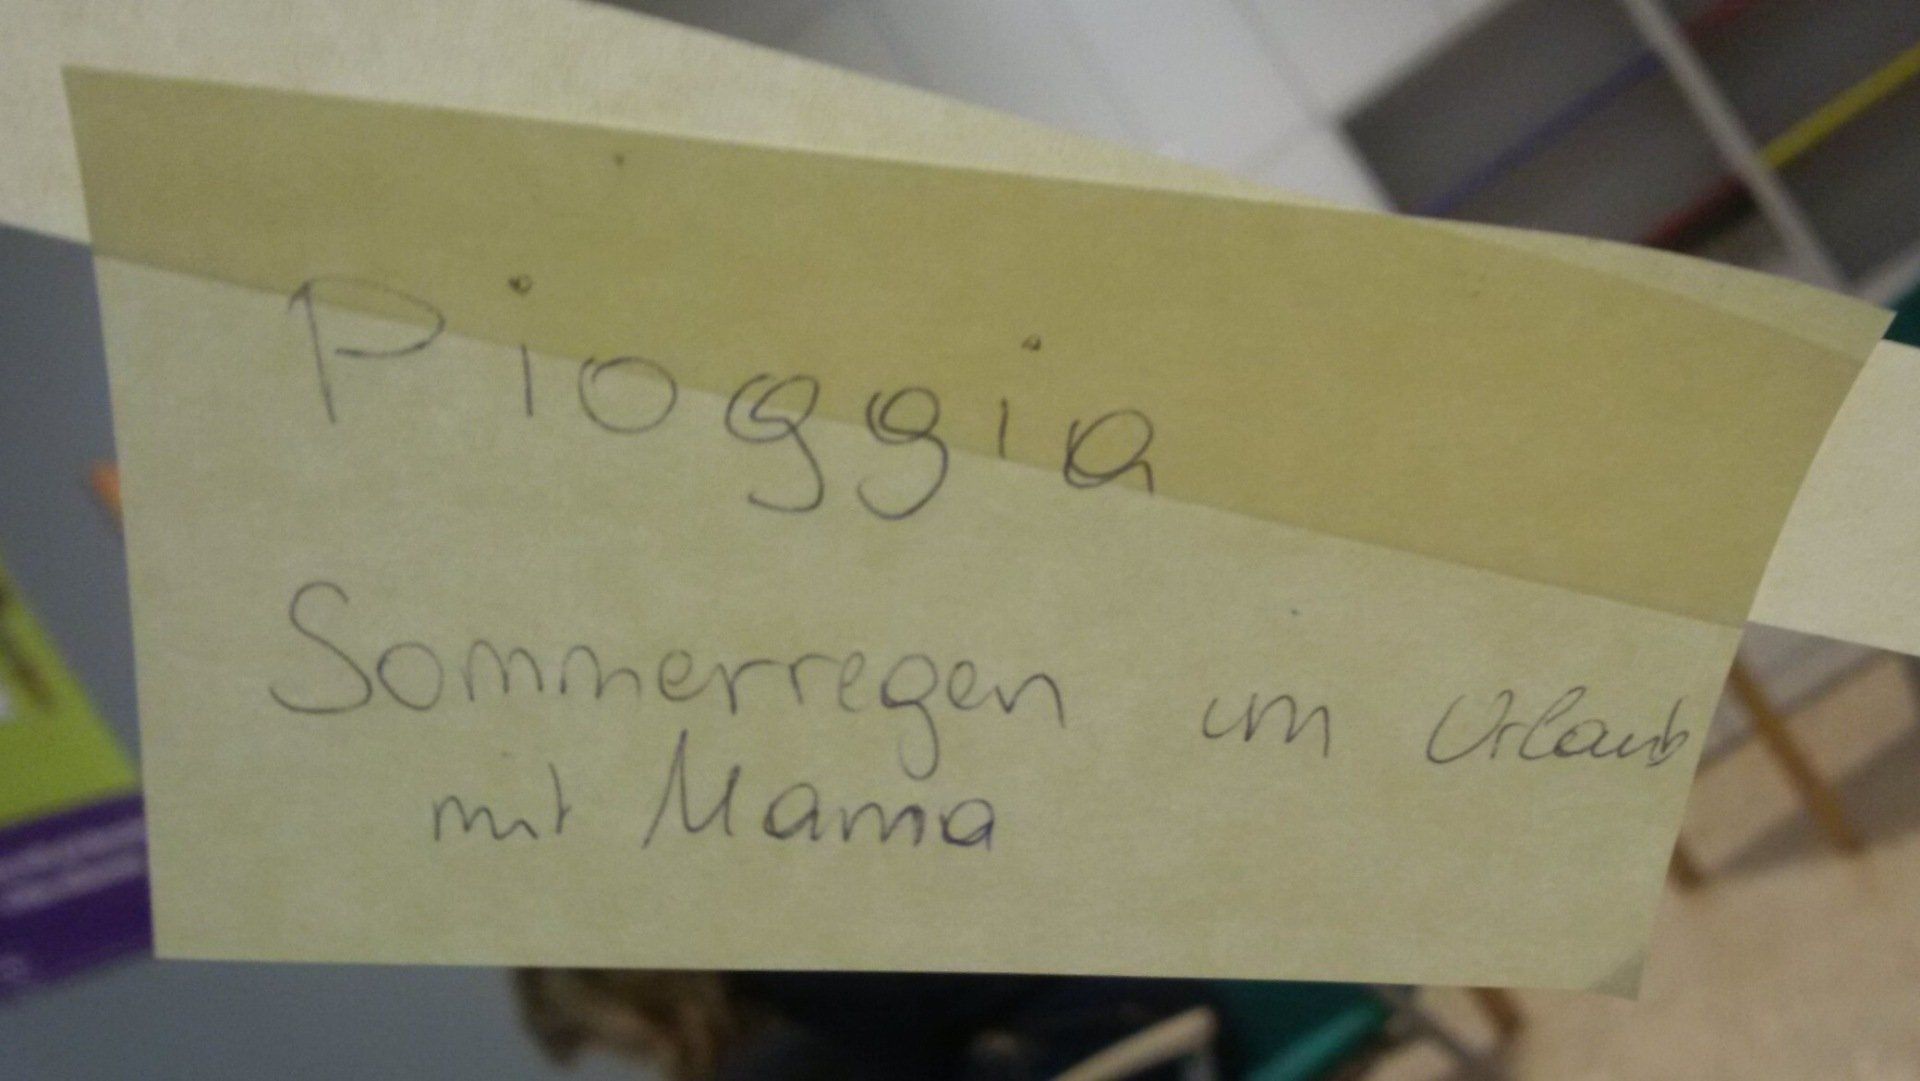 Pioggia
Sommerregen im Urlaub
mit Mama